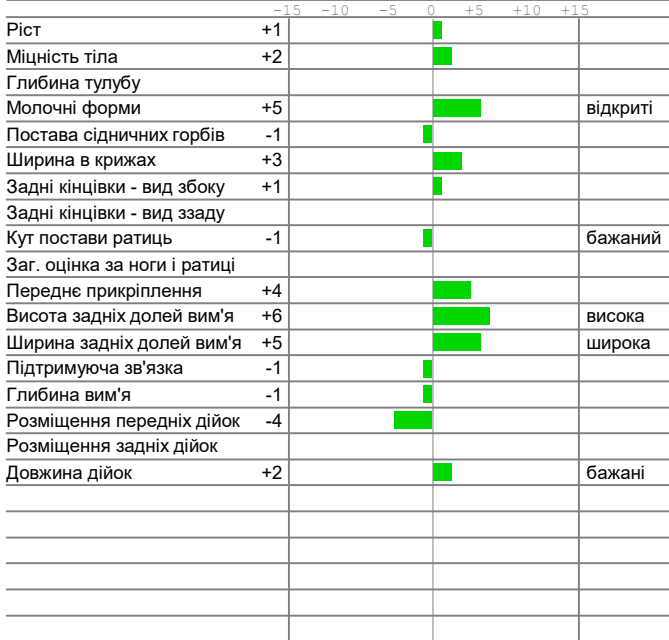 -15 -10 -5 0 +5 +10 +15
Ріст +1
Міцність тіла +2
Глибина тулубу
Молочні форми +5 відкриті
Постава сідничних горбів -1
Ширина в крижах +3
Задні кінцівки - вид збоку +1
Задні кінцівки - вид ззаду
Кут постави ратиць -1 бажаний
Заг. оцінка за ноги і ратиці
Переднє прикріплення +4
Висота задніх долей вим'я +6 висока
Ширина задніх долей вим'я +5 широка
Підтримуюча зв'язка -1
Глибина вим'я -1
Розміщення передніх дійок -4
Розміщення задніх дійок
Довжина дійок +2 бажані